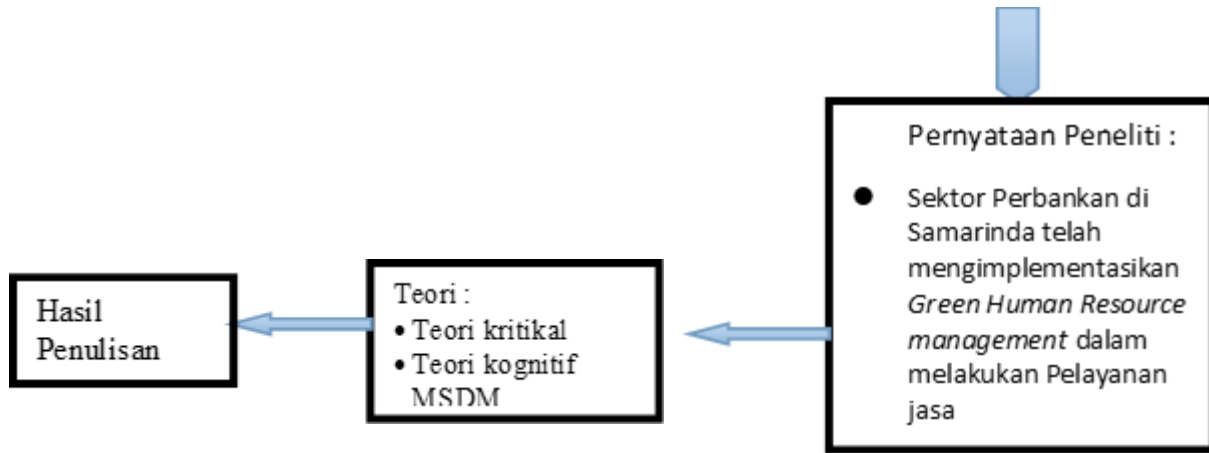 Pernyataan Peneliti :
● Sektor Perbankan di
Samarinda telah
mengimplementasikan
Green Human Resource
management dalam
melakukan Pelayanan
jasa
Teori :
• Teori kritikal
• Teori kognitif
MSDM
Hasil
Penulisan